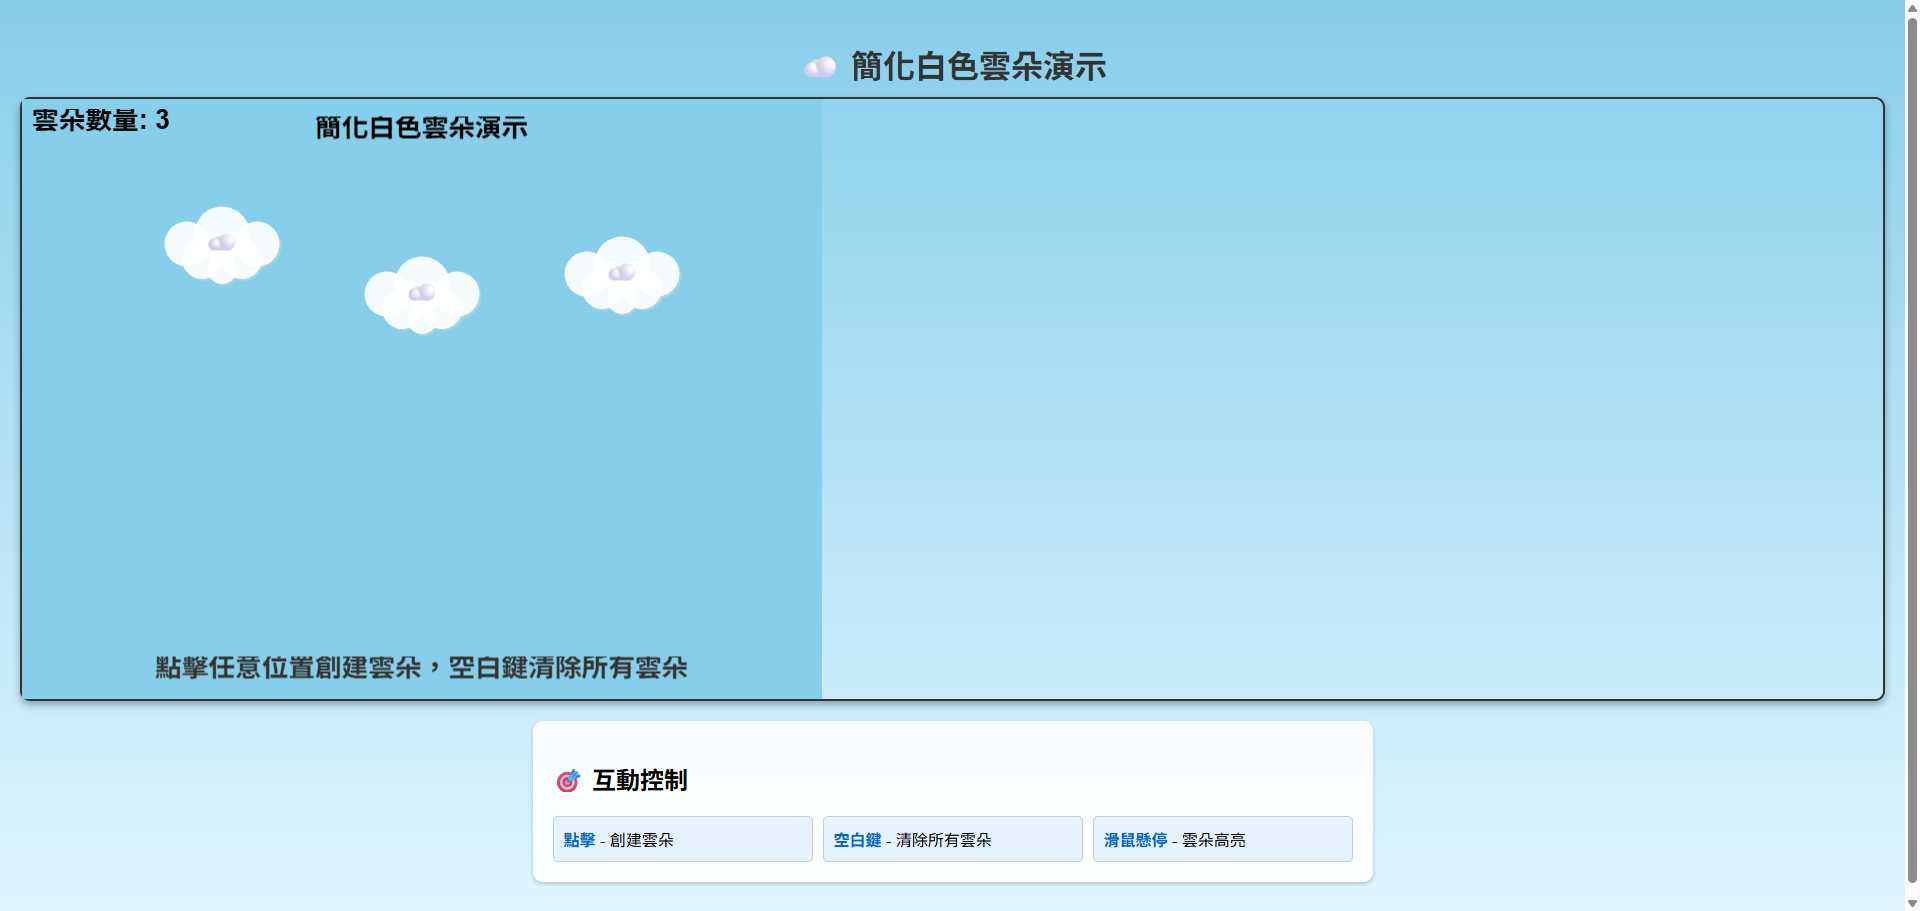 簡化白色雲朵演示
雲朵數量: 3
簡化白色雲朵演示
點擊任意位置創建雲朵，空白鍵清除所有雲朵
互動控制
點擊 - 創建雲朵
空白鍵 - 清除所有雲朵
滑鼠懸停 - 雲朵高亮